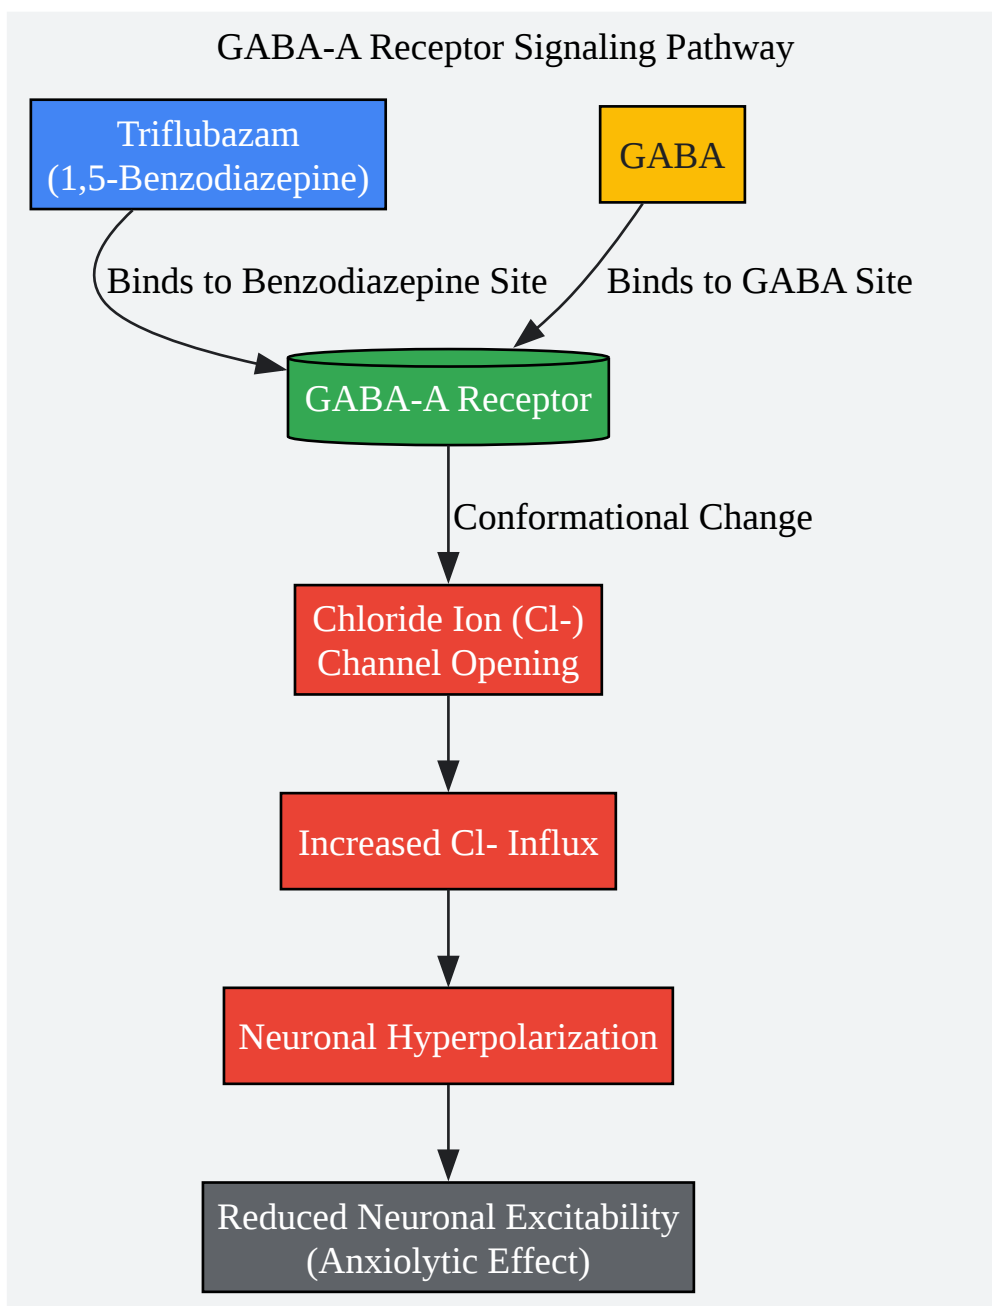 GABA-A Receptor Signaling Pathway
Triflubazam
(1,5-Benzodiazepine)
GABA
Binds to Benzodiazepine Site
Binds to GABA Site
GABA-A Receptor
Conformational Change
Chloride Ion (Cl-)
Channel Opening
Increased Cl- Influx
Neuronal Hyperpolarization
Reduced Neuronal Excitability
(Anxiolytic Effect)